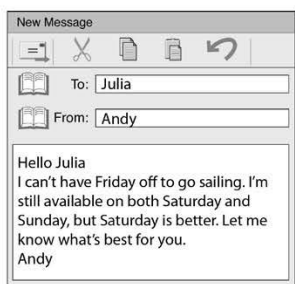 New Message
To: Julia
From: Andy
Hello Julia
I can't have Friday off to go sailing. I'm
still available on both Saturday and
Sunday, but Saturday is better. Let me
know what's best for you.
Andy